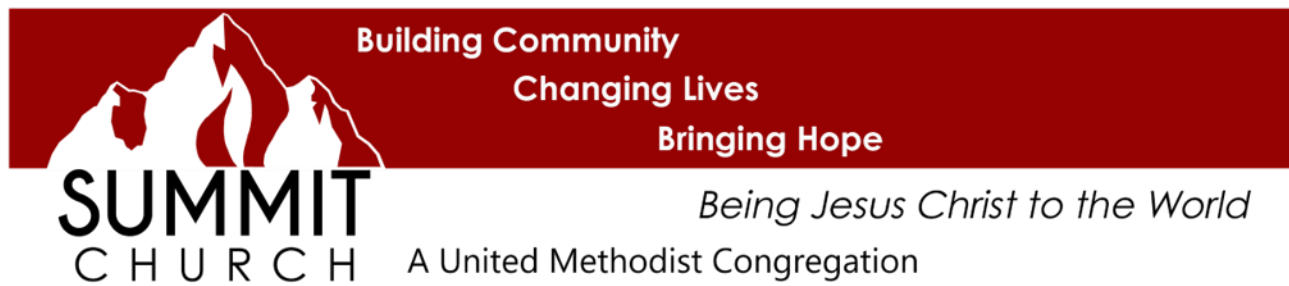 Building Community
Changing Lives
Bringing Hope
SUMMIT
CHURCH
Being Jesus Christ to the World
A United Methodist Congregation